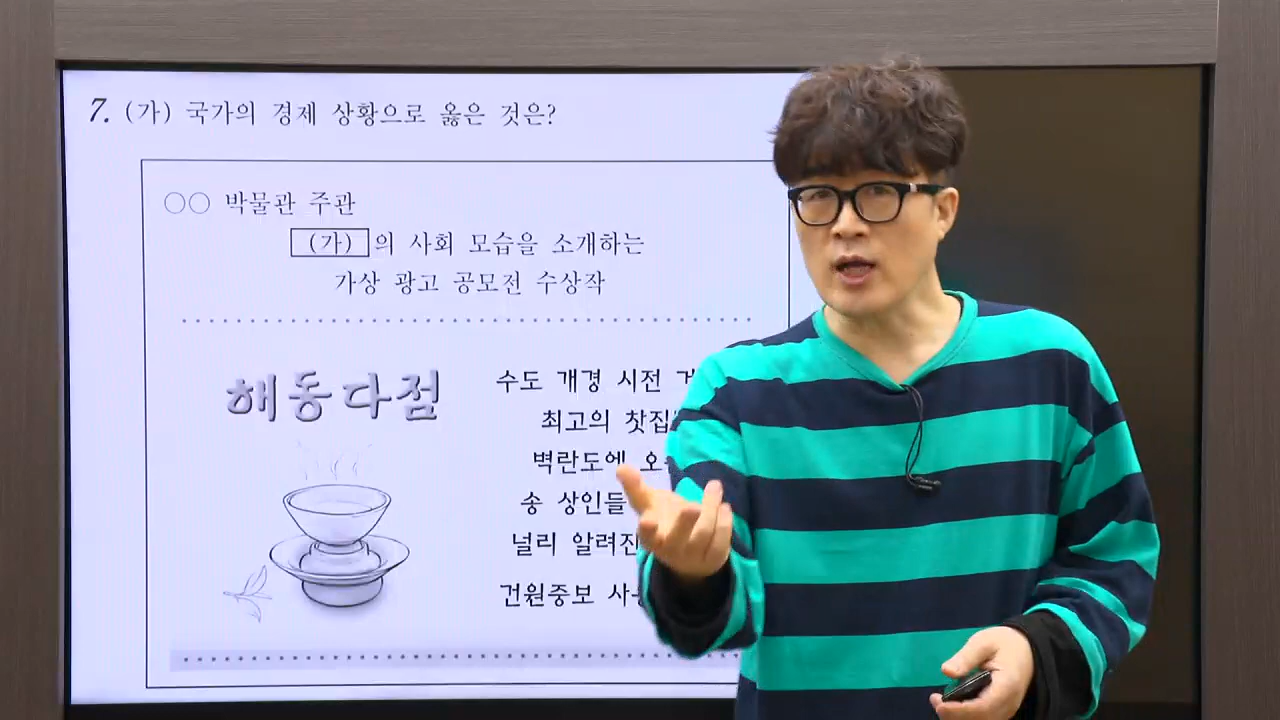 7. (가) 국가의 경제 상황으로 옳은 것은?
○○ 박물관 주관
(가)의 사회 모습을 소개하는
가상 광고 공모전 수상작
해동다점
수도 개경 시전
최고의 찻집
벽란도에
송 상인들
널리 알려진
건원중보